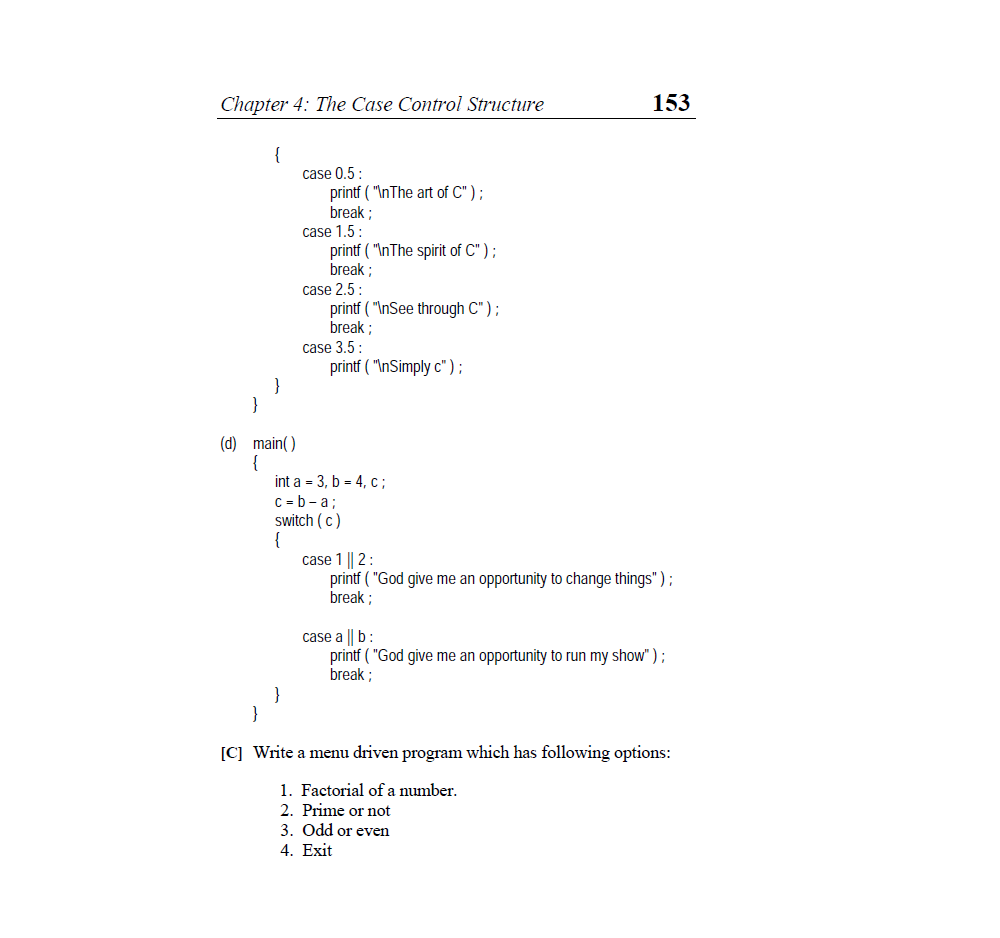 Chapter 4: The Case Control Structure 153
{
case 0.5 :
printf ( "\nThe art of C" ) ;
break ;
case 1.5 :
printf ( "\nThe spirit of C" ) ;
break ;
case 2.5 :
printf ( "\nSee through C" ) ;
break ;
case 3.5 :
printf ( "\nSimply c" ) ;
}
}
(d) main( )
{
int a = 3, b = 4, c ;
c = b – a ;
switch ( c )
{
case 1 || 2 :
printf ( "God give me an opportunity to change things" ) ;
break ;
case a || b :
printf ( "God give me an opportunity to run my show" ) ;
break ;
}
}
[C] Write a menu driven program which has following options:
1. Factorial of a number.
2. Prime or not
3. Odd or even
4. Exit